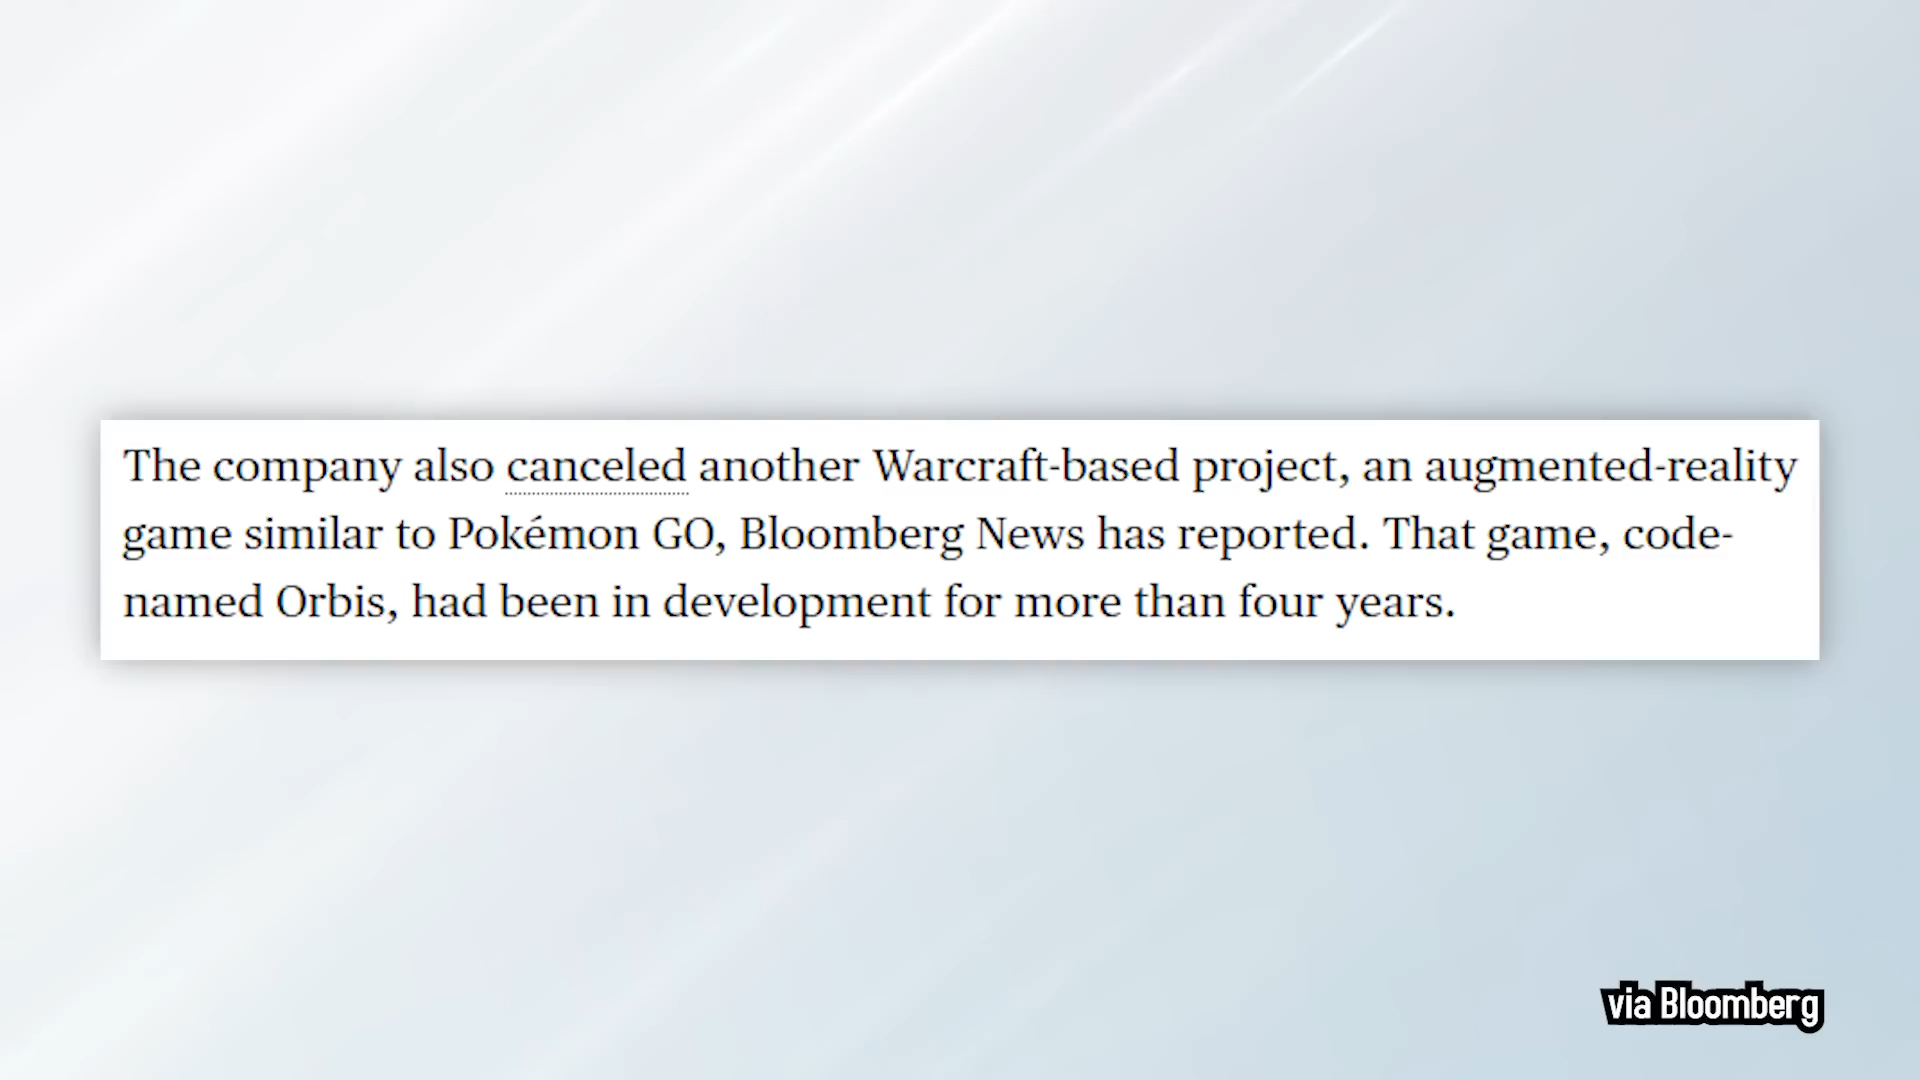 The company also canceled another Warcraft-based project, an augmented-reality
game similar to Pokémon GO, Bloomberg News has reported. That game, code-
named Orbis, had been in development for more than four years.
via Bloomberg